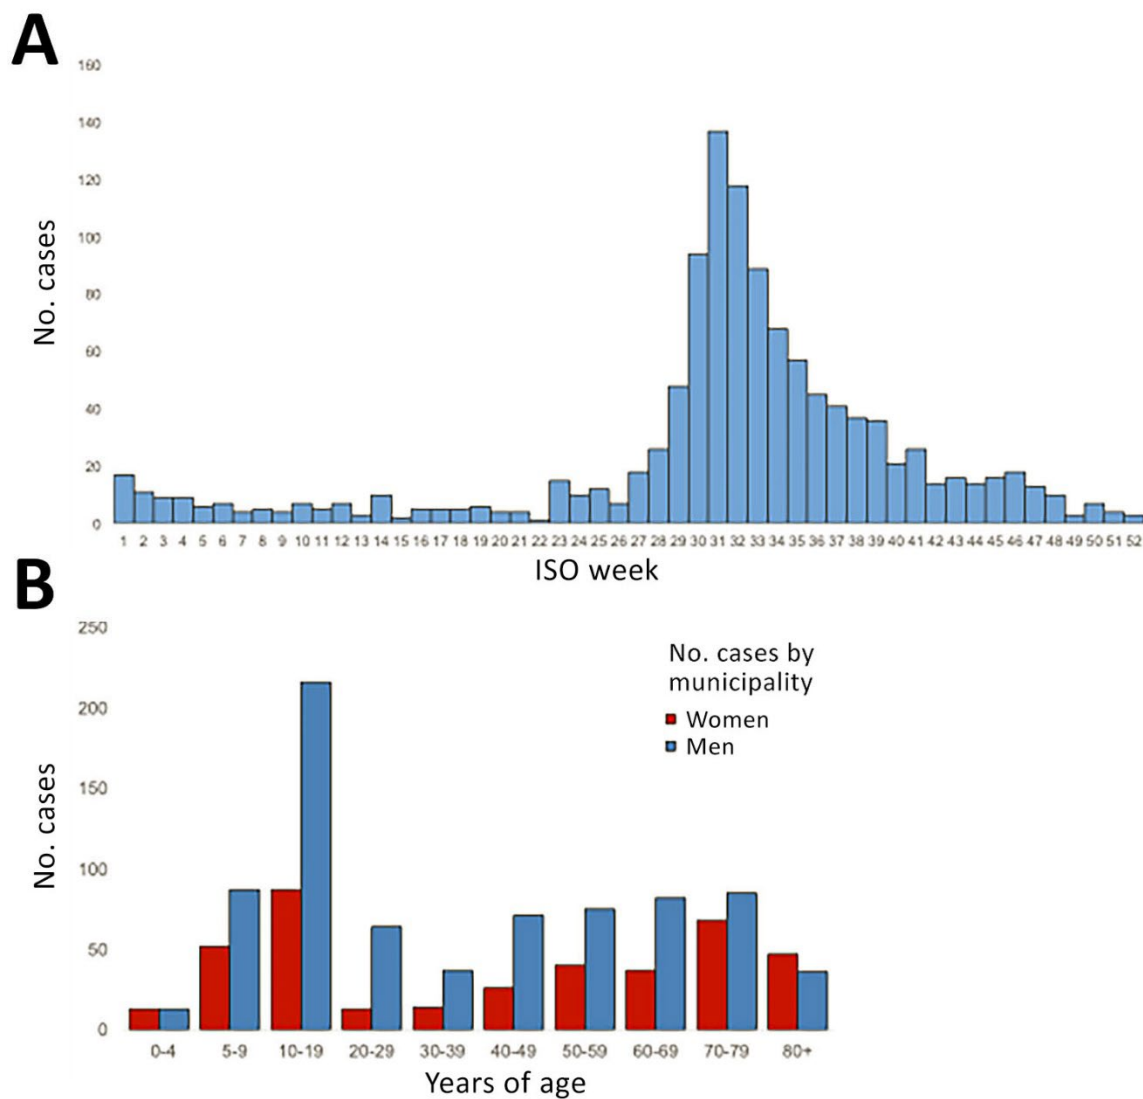 A
160
140
120
100
80
60
40
20
0
No. cases
1 2 3 4 5 6 7 8 9 10 11 12 13 14 15 16 17 18 19 20 21 22 23 24 25 26 27 28 29 30 31 32 33 34 35 36 37 38 39 40 41 42 43 44 45 46 47 48 49 50 51 52
ISO week
B
250
200
150
100
50
0
No. cases
No. cases by
municipality
Women
Men
0-4 5-9 10-19 20-29 30-39 40-49 50-59 60-69 70-79 80+
Years of age